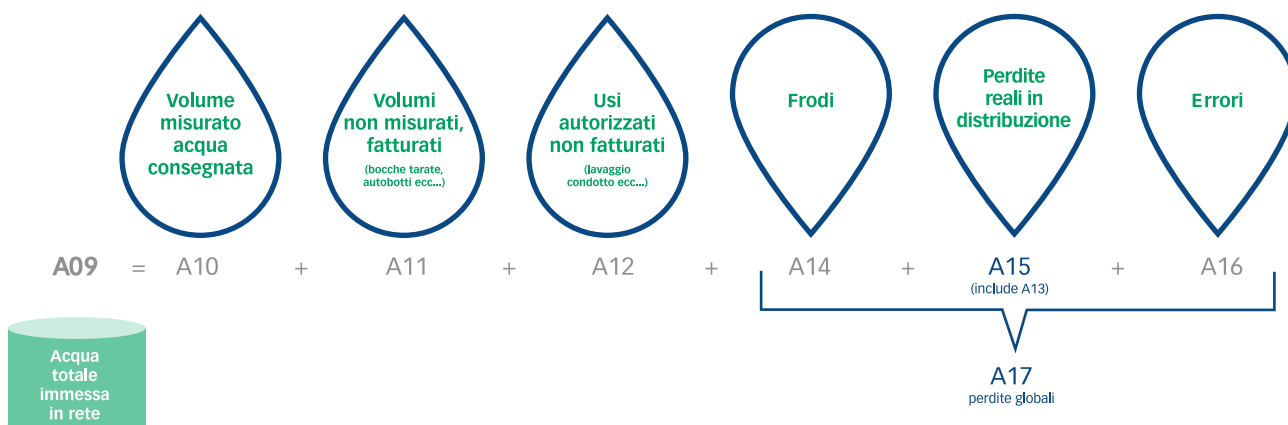 Volume
misurato
acqua
consegnata
Volumi
non misurati,
fatturati
(bocche tarate,
autobotti ecc...)
Usi
autorizzati
non fatturati
(lavaggio
condotto ecc...)
Frodi
Perdite
reali in
distribuzione
Errori
A09 = A10 + A11 + A12 + A14 + A15 + A16
(include A13)
A17
perdite globali
Acqua
totale
immessa
in rete